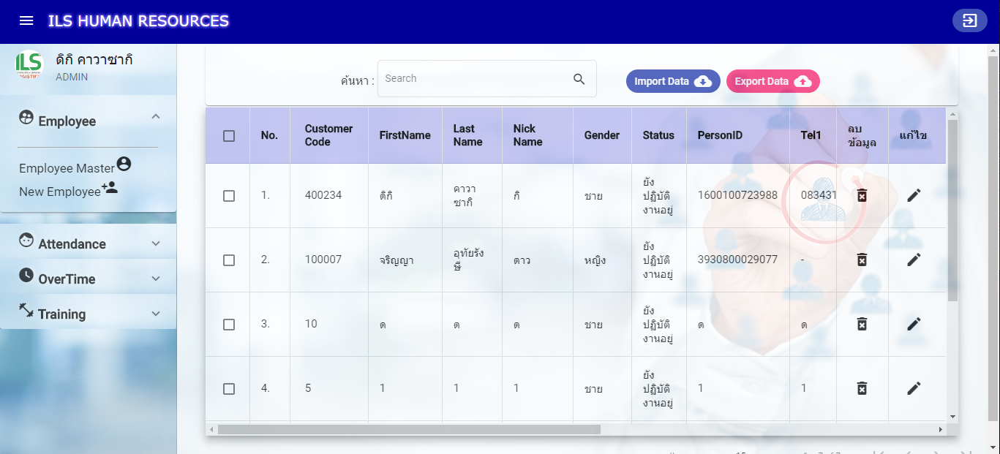 ILS HUMAN RESOURCES
ILS
ดิกิ คาวาซากิ
ADMIN
Employee
Employee Master
New Employee
Attendance
OverTime
Training
ค้นหา :
Search
Import Data
Export Data
No.
Customer
Code
FirstName
Last
Name
Nick
Name
Gender
Status
PersonID
Tel1
ลบ
ข้อมูล
แก้ไข
1.
400234
ดิกิ
คาวา
ซากิ
กิ
ชาย
ยัง
ปฏิบัติ
งานอยู่
1600100723988
083431
2.
100007
จริญญา
อุทัยรัง
ษี
ดาว
หญิง
ยัง
ปฏิบัติ
งานอยู่
3930800029077
-
3.
10
ด
ด
ด
ชาย
ยัง
ปฏิบัติ
งานอยู่
ด
ด
4.
5
1
1
1
ชาย
ยัง
ปฏิบัติ
งานอยู่
1
1